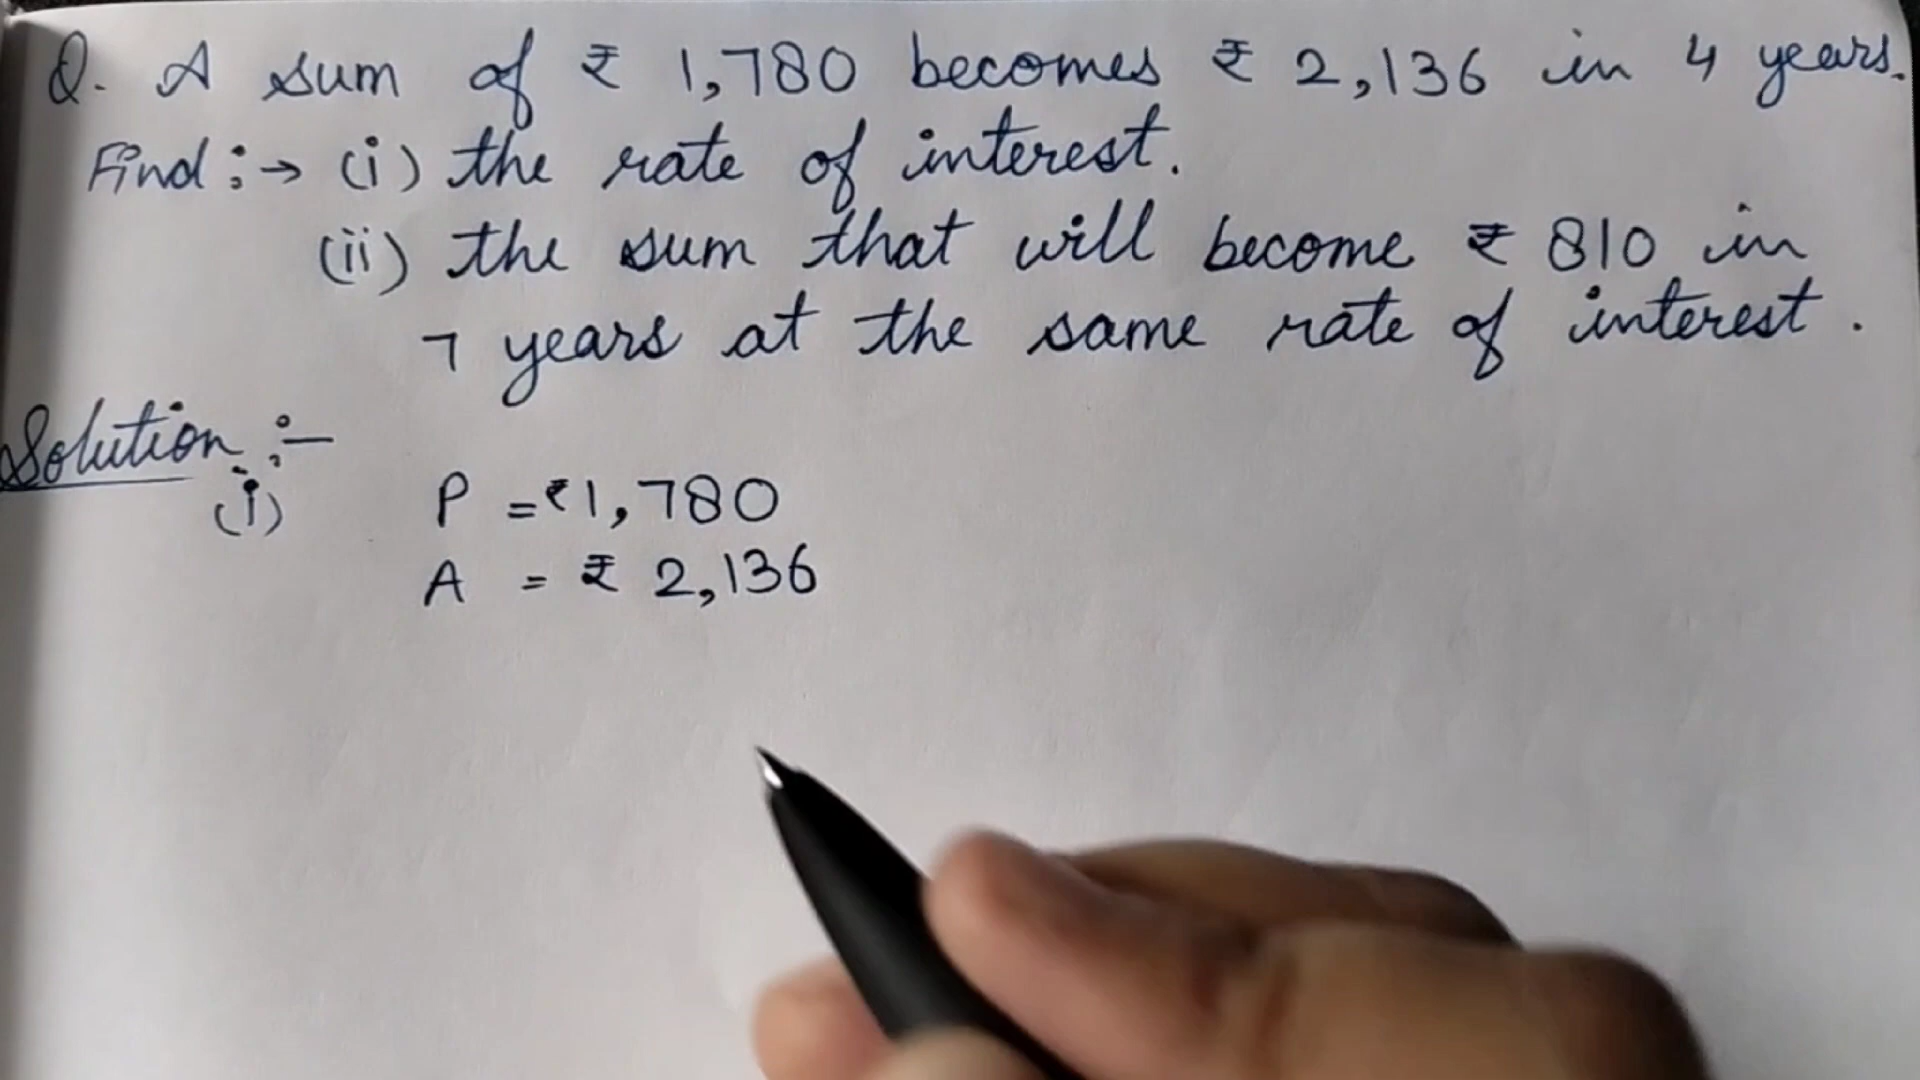 Q. A sum of ₹ 1,780 becomes ₹ 2,136 in 4 years.
Find :→ (i) the rate of interest.
(ii) the sum that will become ₹ 810 in
7 years at the same rate of interest.
Solution :-
(i) P = ₹1,780
A = ₹ 2,136